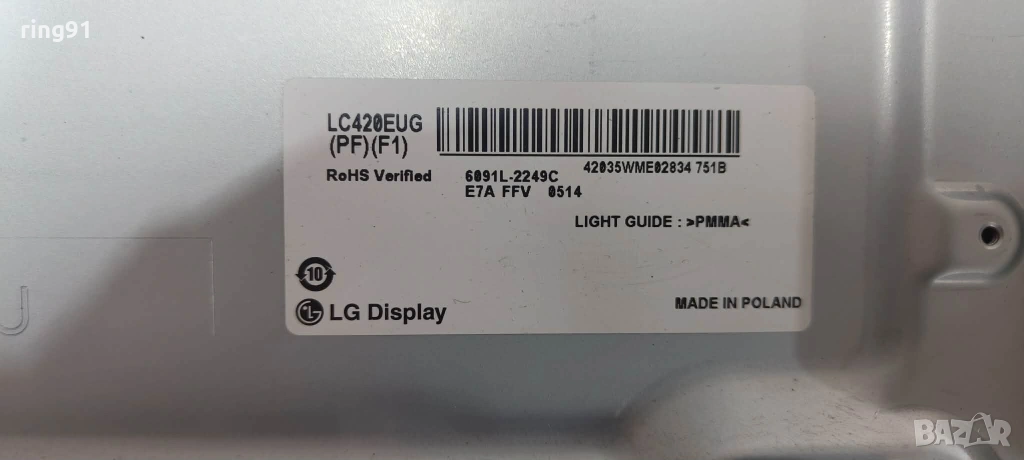 ring91
LC420EUG
(PF)(F1)
42035WME02834 751B
RoHS Verified 6091L-2249C
E7A FFV 0514
LIGHT GUIDE : >PMMA<
10
LG Display
MADE IN POLAND
U
BAZAR